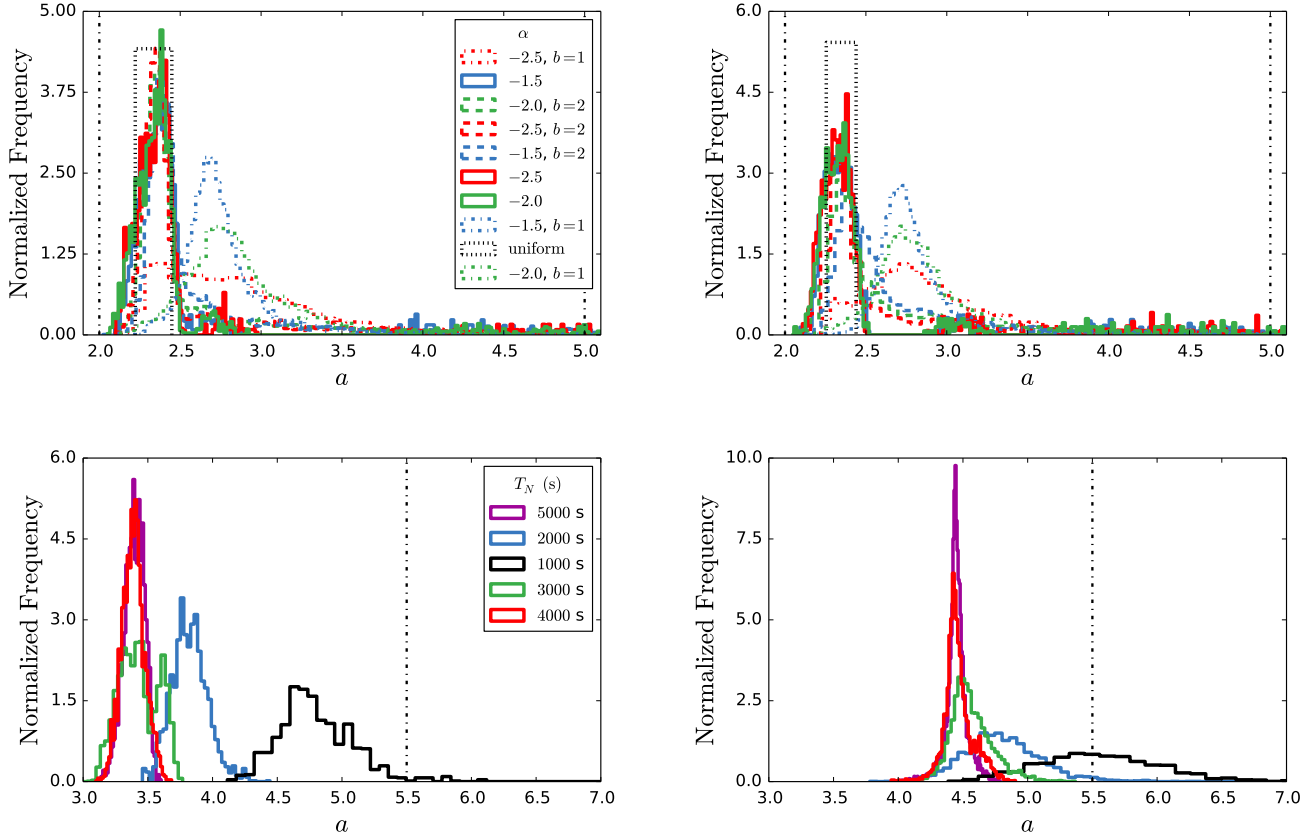 5.00
3.75
2.50
1.25
0.00
Normalized Frequency
2.0 2.5 3.0 3.5 4.0 4.5 5.0
a
α
−2.5, b=1
−1.5
−2.0, b=2
−2.5, b=2
−1.5, b=2
−2.5
−2.0
−1.5, b=1
uniform
−2.0, b=1
6.0
4.5
3.0
1.5
0.0
Normalized Frequency
2.0 2.5 3.0 3.5 4.0 4.5 5.0
a
6.0
4.5
3.0
1.5
0.0
Normalized Frequency
3.0 3.5 4.0 4.5 5.0 5.5 6.0 6.5 7.0
a
T_N (s)
5000 s
2000 s
1000 s
3000 s
4000 s
10.0
7.5
5.0
2.5
0.0
Normalized Frequency
3.0 3.5 4.0 4.5 5.0 5.5 6.0 6.5 7.0
a